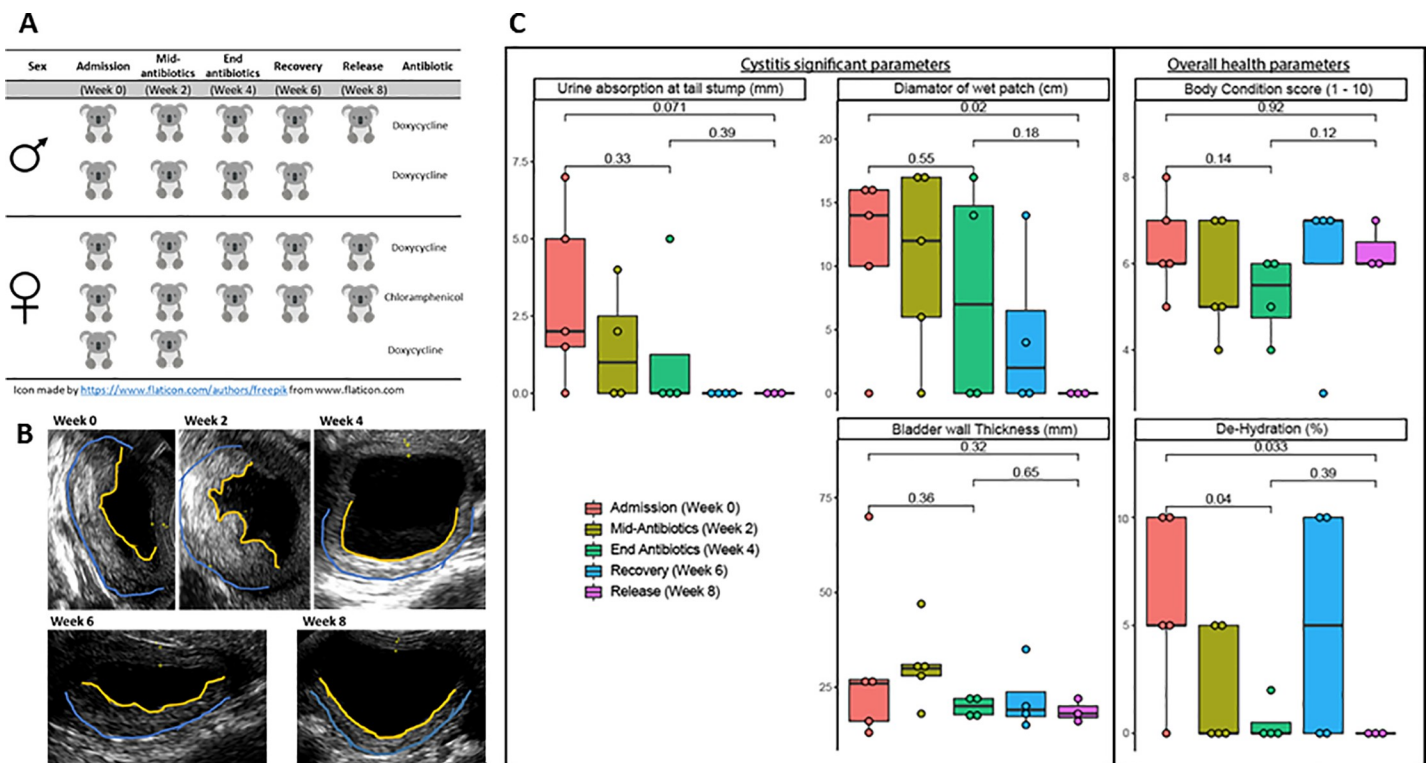 A
Sex Admission Mid-antibiotics End antibiotics Recovery Release Antibiotic
(Week 0) (Week 2) (Week 4) (Week 6) (Week 8)
♂ Doxycycline
Doxycycline
♀ Doxycycline
Chloramphenicol
Doxycycline
Icon made by https://www.flaticon.com/authors/freepik from www.flaticon.com
B
Week 0 Week 2 Week 4
Week 6 Week 8
C
Cystitis significant parameters
Overall health parameters
Urine absorption at tail stump (mm)
0.071
0.39
0.33
7.5
5.0
2.5
0.0
Diamator of wet patch (cm)
0.02
0.18
0.55
20
15
10
5
0
Body Condition score (1 - 10)
0.92
0.12
0.14
8
6
4
Admission (Week 0)
Mid-Antibiotics (Week 2)
End Antibiotics (Week 4)
Recovery (Week 6)
Release (Week 8)
Bladder wall Thickness (mm)
0.32
0.65
0.36
75
50
25
De-Hydration (%)
0.033
0.39
0.04
10
5
0